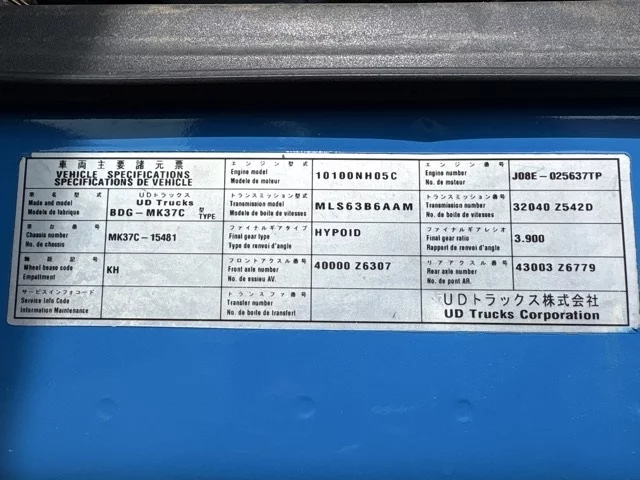 車両主要諸元票
VEHICLE SPECIFICATIONS
SPECIFICATIONS DE VEHICLE
車名型式
Made and model
Modele de fabrique
UDトラックス
UD Trucks
BDG-MK37C 型 TYPE
車台番号
Chassis number
No. de chassis
MK37C-15481
軸距記号
Wheel basee code
Empattement
KH
サービスインフォコード
Service Info Code
Information Maintenance
エンジン型式
Engine model
Modele de moteur
10100NH05C
トランスミッション型式
Transmission model
Modele de boite de vitesses
MLS63B6AAM
ファイナルギアタイプ
Final gear type
Type de renvoi d'angle
HYPOID
フロントアクスル番号
Front axle number
No. de essieu AV.
40000 Z6307
トランスファ番号
Transfer number
No. de boite de transfert
エンジン番号
Engine number
No. de moteur
J08E-025637TP
トランスミッション番号
Transmission number
No. de boite de vitesses
32040 Z542D
ファイナルギアレシオ
Final gear ratio
Rapport de renvoi d'angle
3.900
リアアクスル番号
Rear axle number
No. de pont AR.
43003 Z6779
UDトラックス株式会社
UD Trucks Corporation